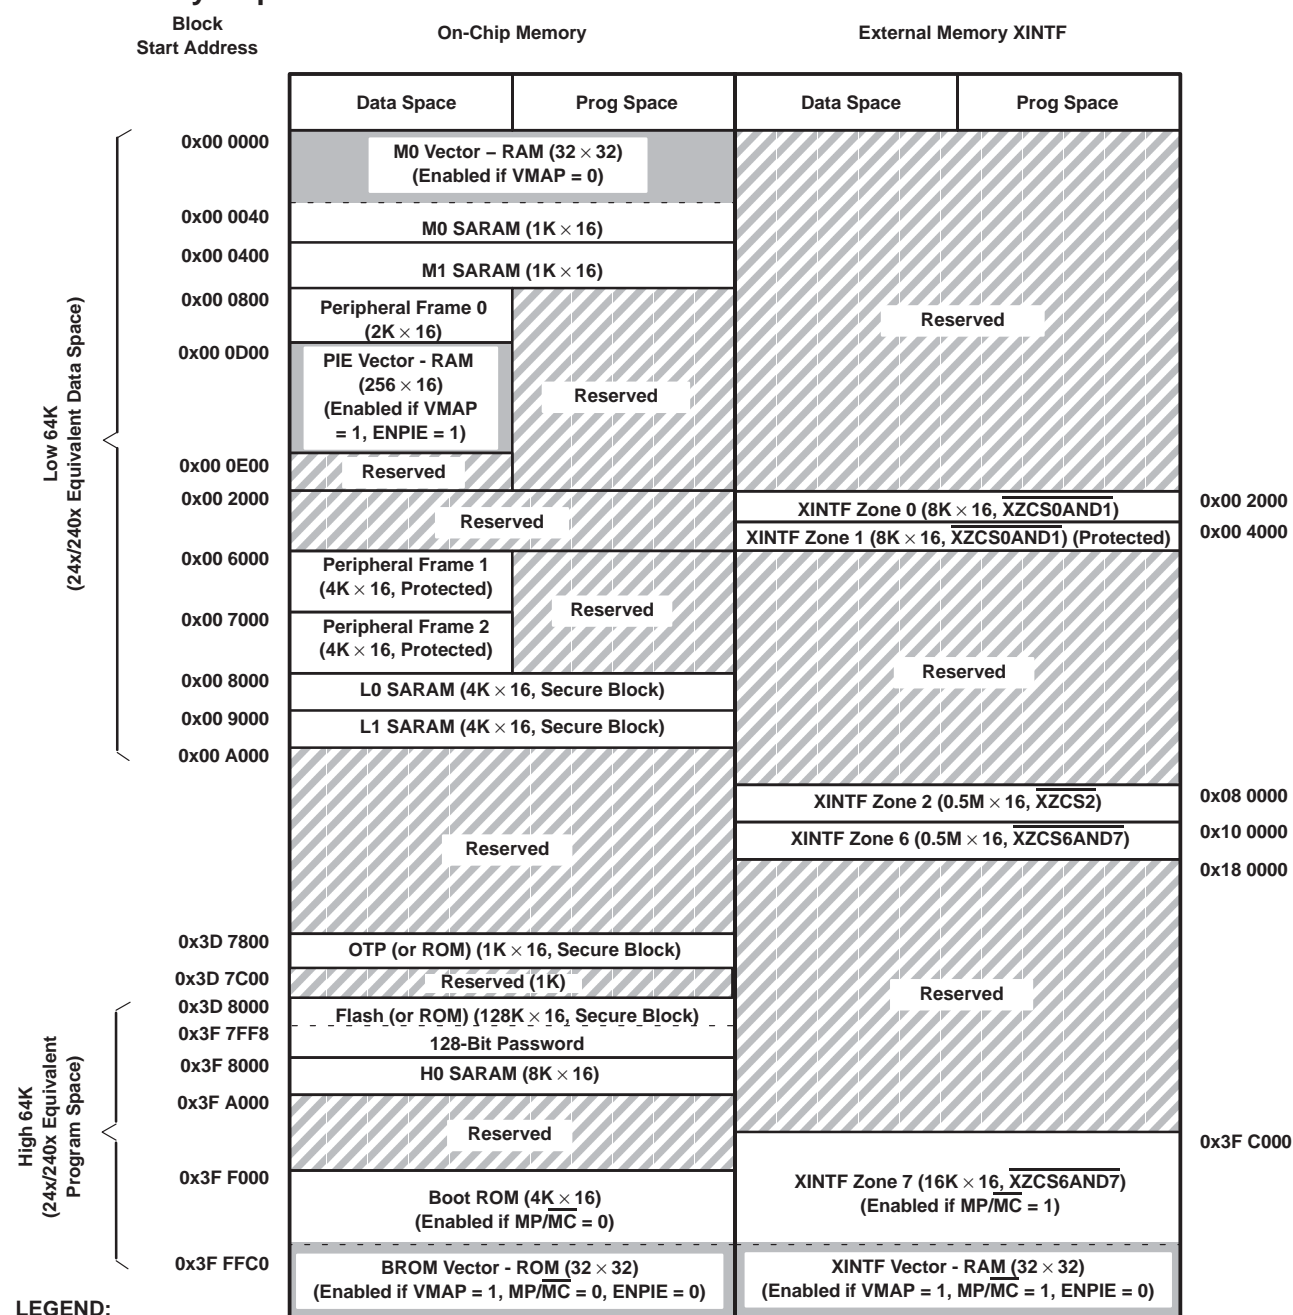 Block
Start Address
On-Chip Memory
External Memory XINTF
Data Space
Prog Space
Data Space
Prog Space
Low 64K
(24x/240x Equivalent Data Space)
0x00 0000
M0 Vector – RAM (32 × 32)
(Enabled if VMAP = 0)
0x00 0040
M0 SARAM (1K × 16)
0x00 0400
M1 SARAM (1K × 16)
0x00 0800
Peripheral Frame 0
(2K × 16)
0x00 0D00
PIE Vector - RAM
(256 × 16)
(Enabled if VMAP
= 1, ENPIE = 1)
Reserved
Reserved
0x00 0E00
Reserved
0x00 2000
Reserved
XINTF Zone 0 (8K × 16, XZCS0AND1)
0x00 2000
XINTF Zone 1 (8K × 16, XZCS0AND1) (Protected)
0x00 4000
0x00 6000
Peripheral Frame 1
(4K × 16, Protected)
Reserved
0x00 7000
Peripheral Frame 2
(4K × 16, Protected)
Reserved
0x00 8000
L0 SARAM (4K × 16, Secure Block)
0x00 9000
L1 SARAM (4K × 16, Secure Block)
0x00 A000
Reserved
XINTF Zone 2 (0.5M × 16, XZCS2)
0x08 0000
XINTF Zone 6 (0.5M × 16, XZCS6AND7)
0x10 0000
0x18 0000
High 64K
(24x/240x Equivalent
Program Space)
0x3D 7800
OTP (or ROM) (1K × 16, Secure Block)
0x3D 7C00
Reserved (1K)
Reserved
0x3D 8000
Flash (or ROM) (128K × 16, Secure Block)
0x3F 7FF8
128-Bit Password
0x3F 8000
H0 SARAM (8K × 16)
0x3F A000
Reserved
0x3F C000
0x3F F000
Boot ROM (4K × 16)
(Enabled if MP/MC = 0)
XINTF Zone 7 (16K × 16, XZCS6AND7)
(Enabled if MP/MC = 1)
0x3F FFC0
BROM Vector - ROM (32 × 32)
(Enabled if VMAP = 1, MP/MC = 0, ENPIE = 0)
XINTF Vector - RAM (32 × 32)
(Enabled if VMAP = 1, MP/MC = 1, ENPIE = 0)
LEGEND: